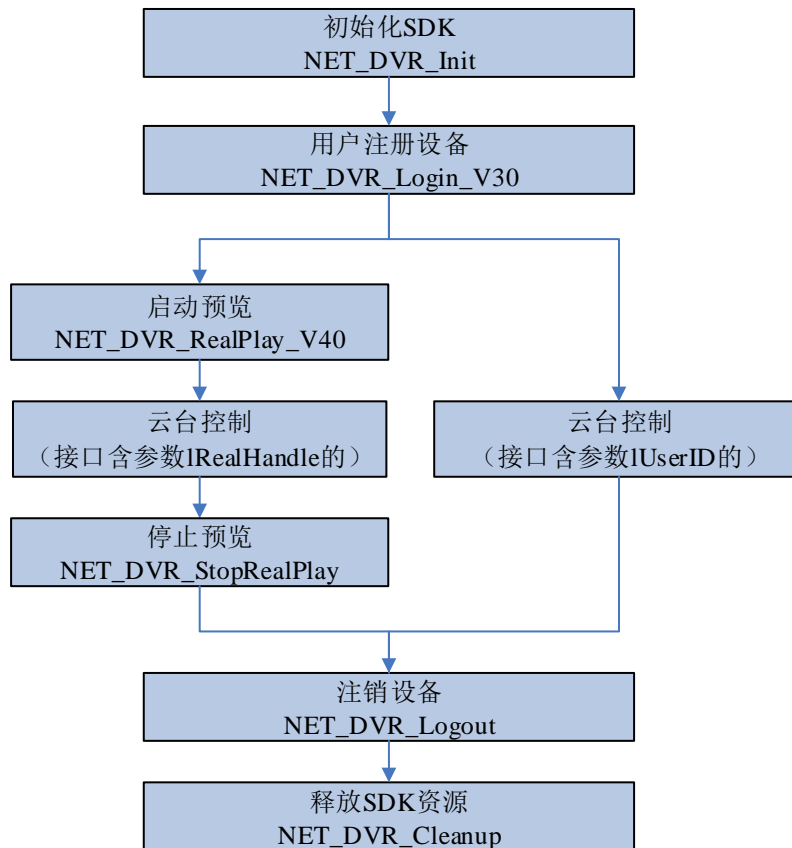 初始化SDK
NET_DVR_Init
用户注册设备
NET_DVR_Login_V30
启动预览
NET_DVR_RealPlay_V40
云台控制
（接口含参数lRealHandle的）
云台控制
（接口含参数lUserID的）
停止预览
NET_DVR_StopRealPlay
注销设备
NET_DVR_Logout
释放SDK资源
NET_DVR_Cleanup